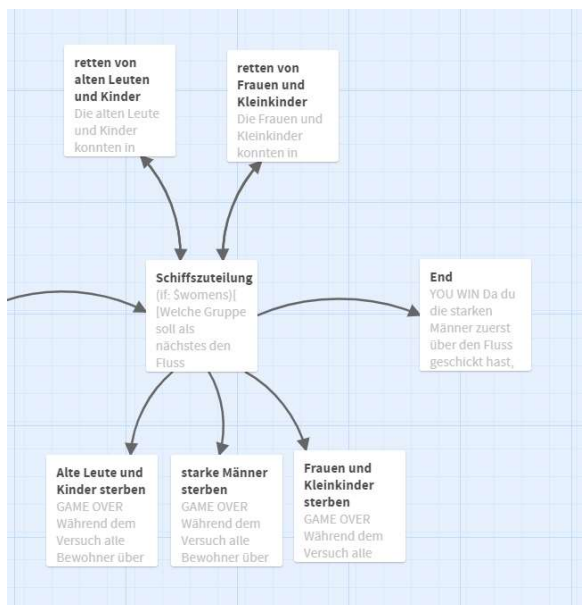 retten von
alten Leuten
und Kinder
Die alten Leute
und Kinder
konnten in
retten von
Frauen und
Kleinkinder
Die Frauen und
Kleinkinder
konnten in
Schiffszuteilung
(if: $womens)[
[Welche Gruppe
soll als
nächstes den
Fluss
End
YOU WIN Da du
die starken
Männer zuerst
über den Fluss
geschickt hast,
Alte Leute und
Kinder sterben
GAME OVER
Während dem
Versuch alle
Bewohner über
starke Männer
sterben
GAME OVER
Während dem
Versuch alle
Bewohner über
Frauen und
Kleinkinder
sterben
GAME OVER
Während dem
Versuch alle